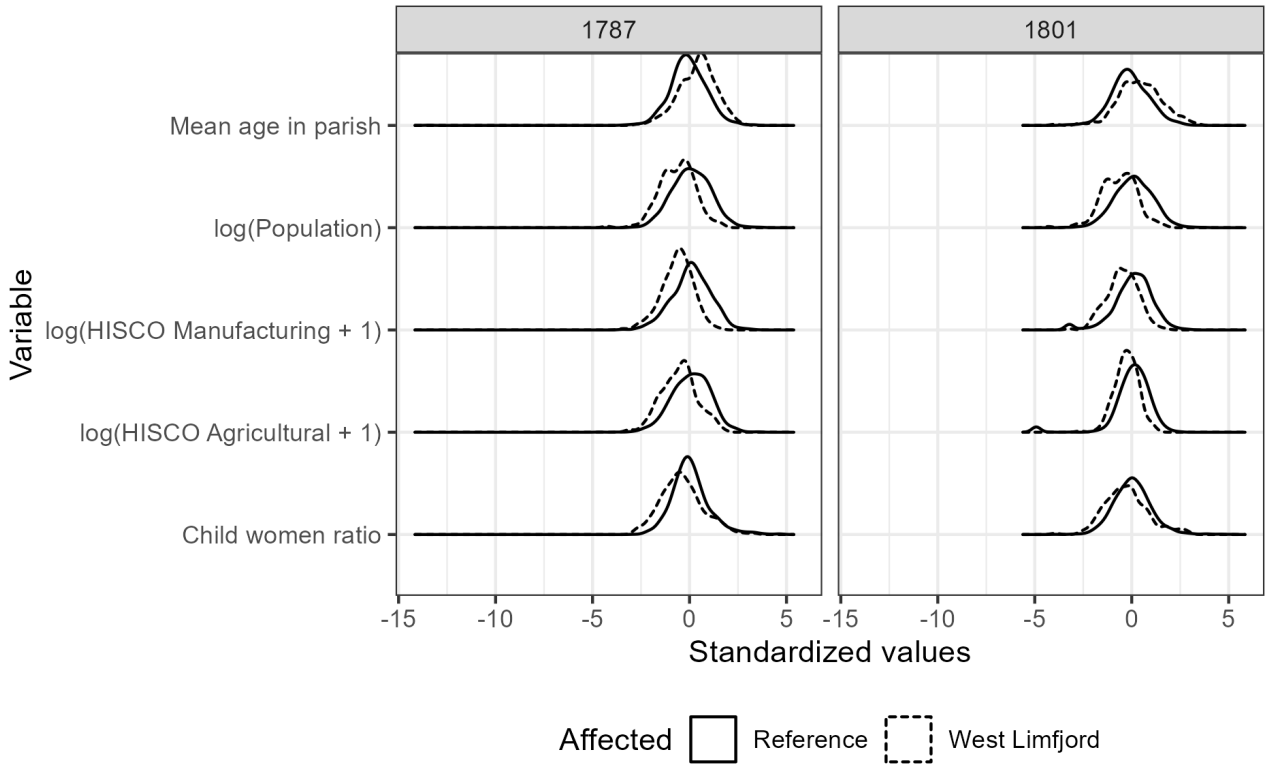 1787 1801
Mean age in parish
log(Population)
log(HISCO Manufacturing + 1)
log(HISCO Agricultural + 1)
Child women ratio
Variable
-15 -10 -5 0 5 -15 -10 -5 0 5
Standardized values
Affected Reference West Limfjord